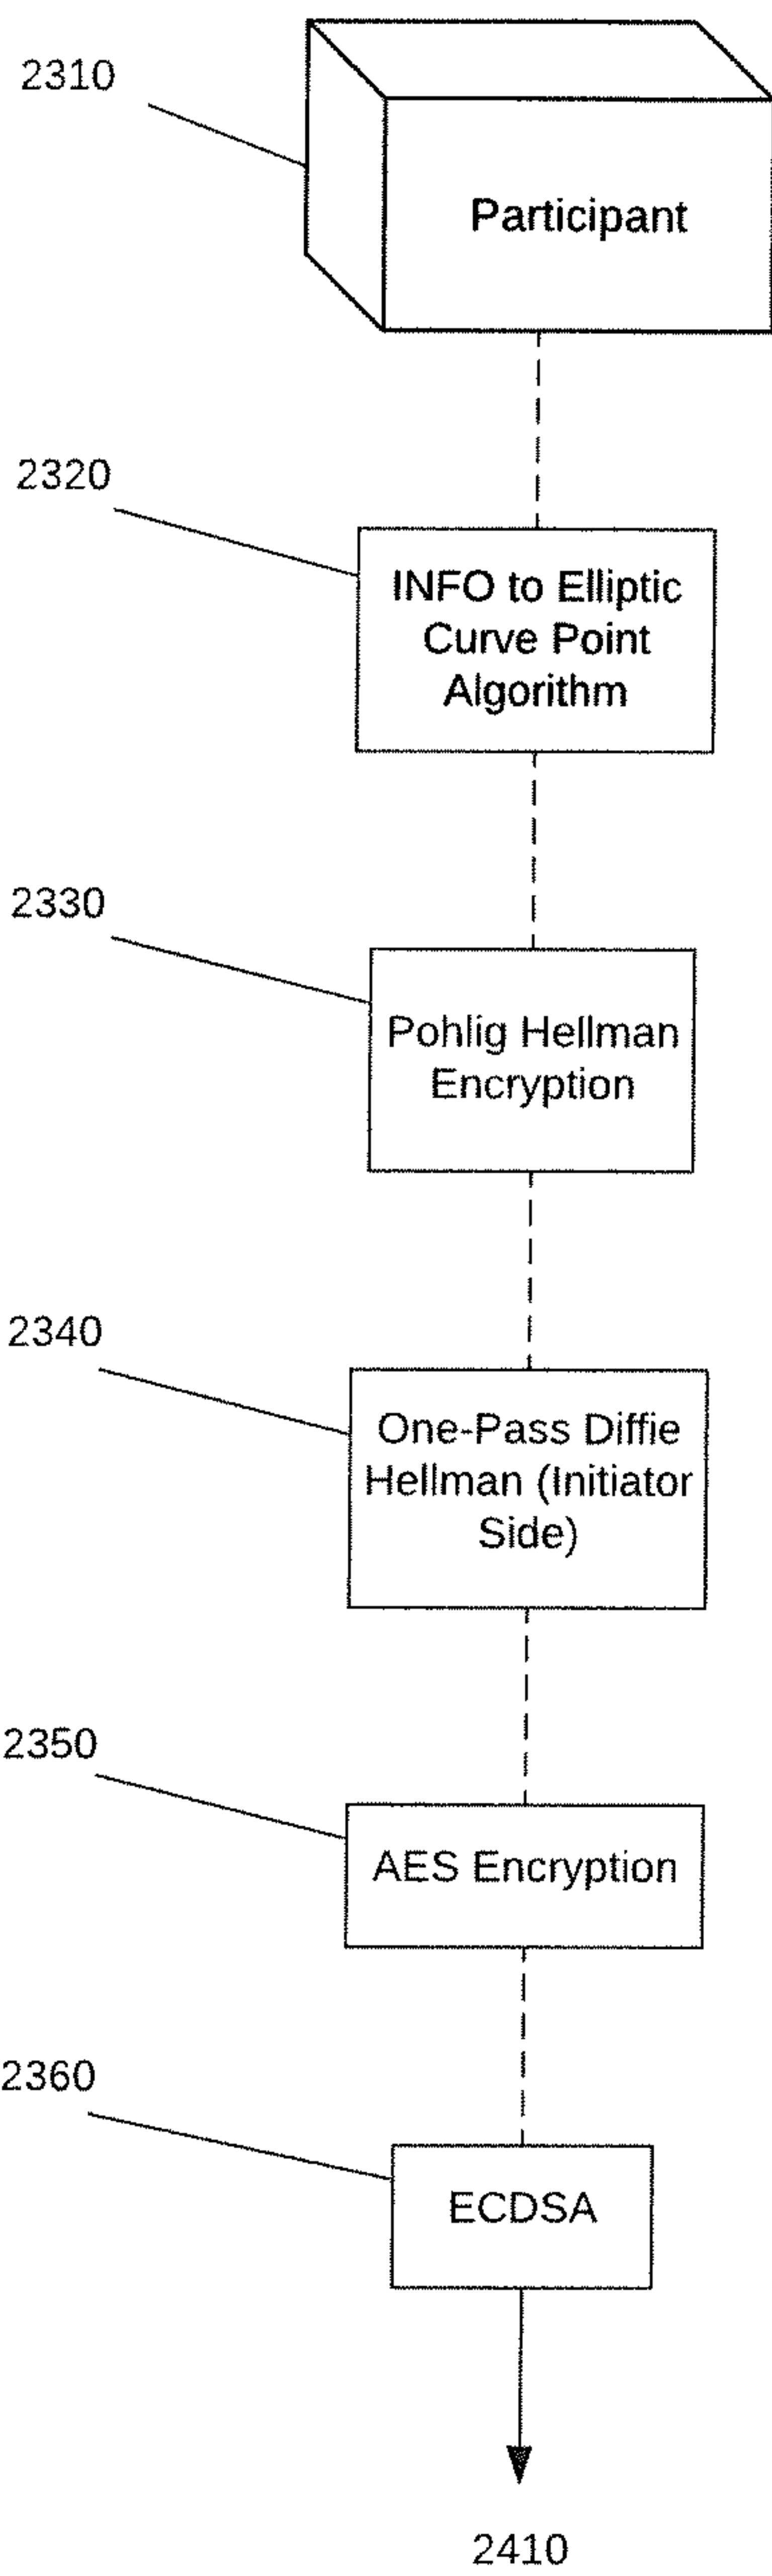 2310
Participant
2320
INFO to Elliptic
Curve Point
Algorithm
2330
Pohlig Hellman
Encryption
2340
One-Pass Diffie
Hellman (Initiator
Side)
2350
AES Encryption
2360
ECDSA
2410